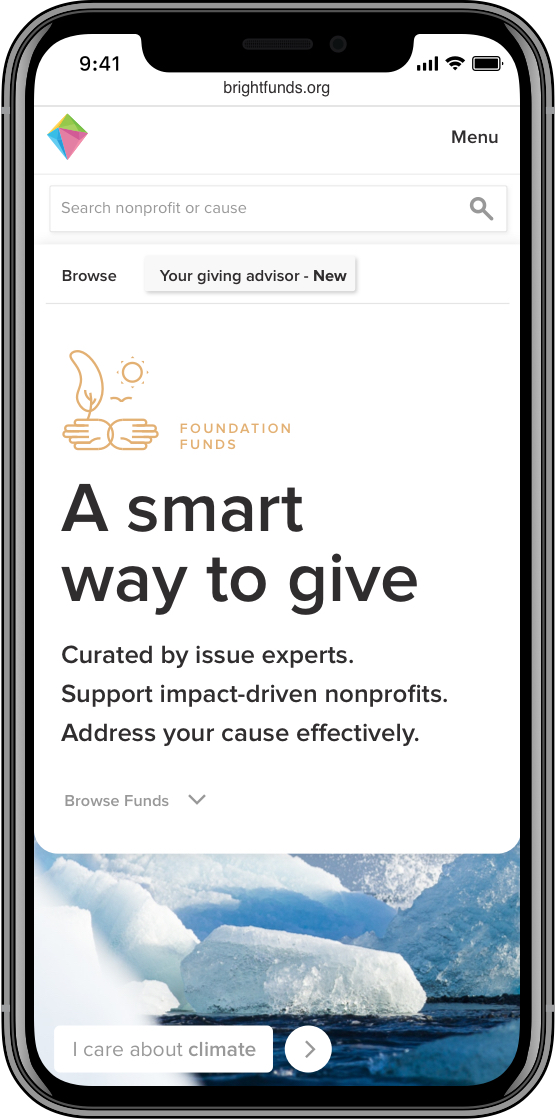 9:41
brightfunds.org
Menu
Search nonprofit or cause
Browse
Your giving advisor - New
FOUNDATION
FUNDS
A smart
way to give
Curated by issue experts.
Support impact-driven nonprofits.
Address your cause effectively.
Browse Funds
I care about climate